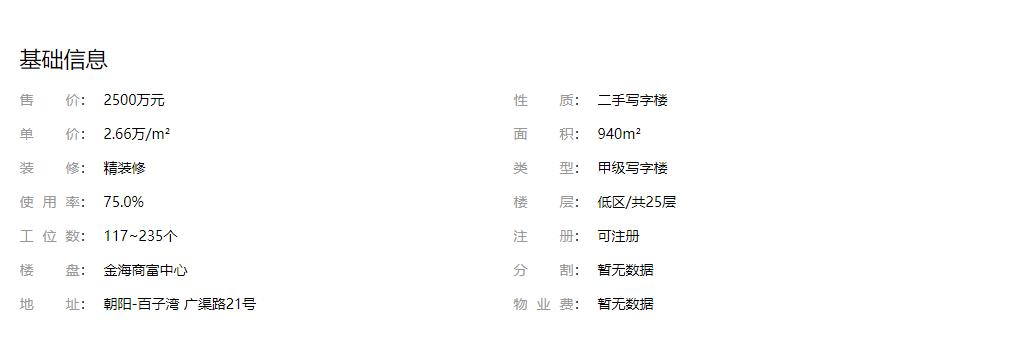 基础信息
售价： 2500万元 性质： 二手写字楼
单价： 2.66万/m² 面积： 940m²
装修： 精装修 类型： 甲级写字楼
使用率： 75.0% 楼层： 低区/共25层
工位数： 117~235个 注册： 可注册
楼盘： 金海商富中心 分割： 暂无数据
地址： 朝阳-百子湾 广渠路21号 物业费： 暂无数据